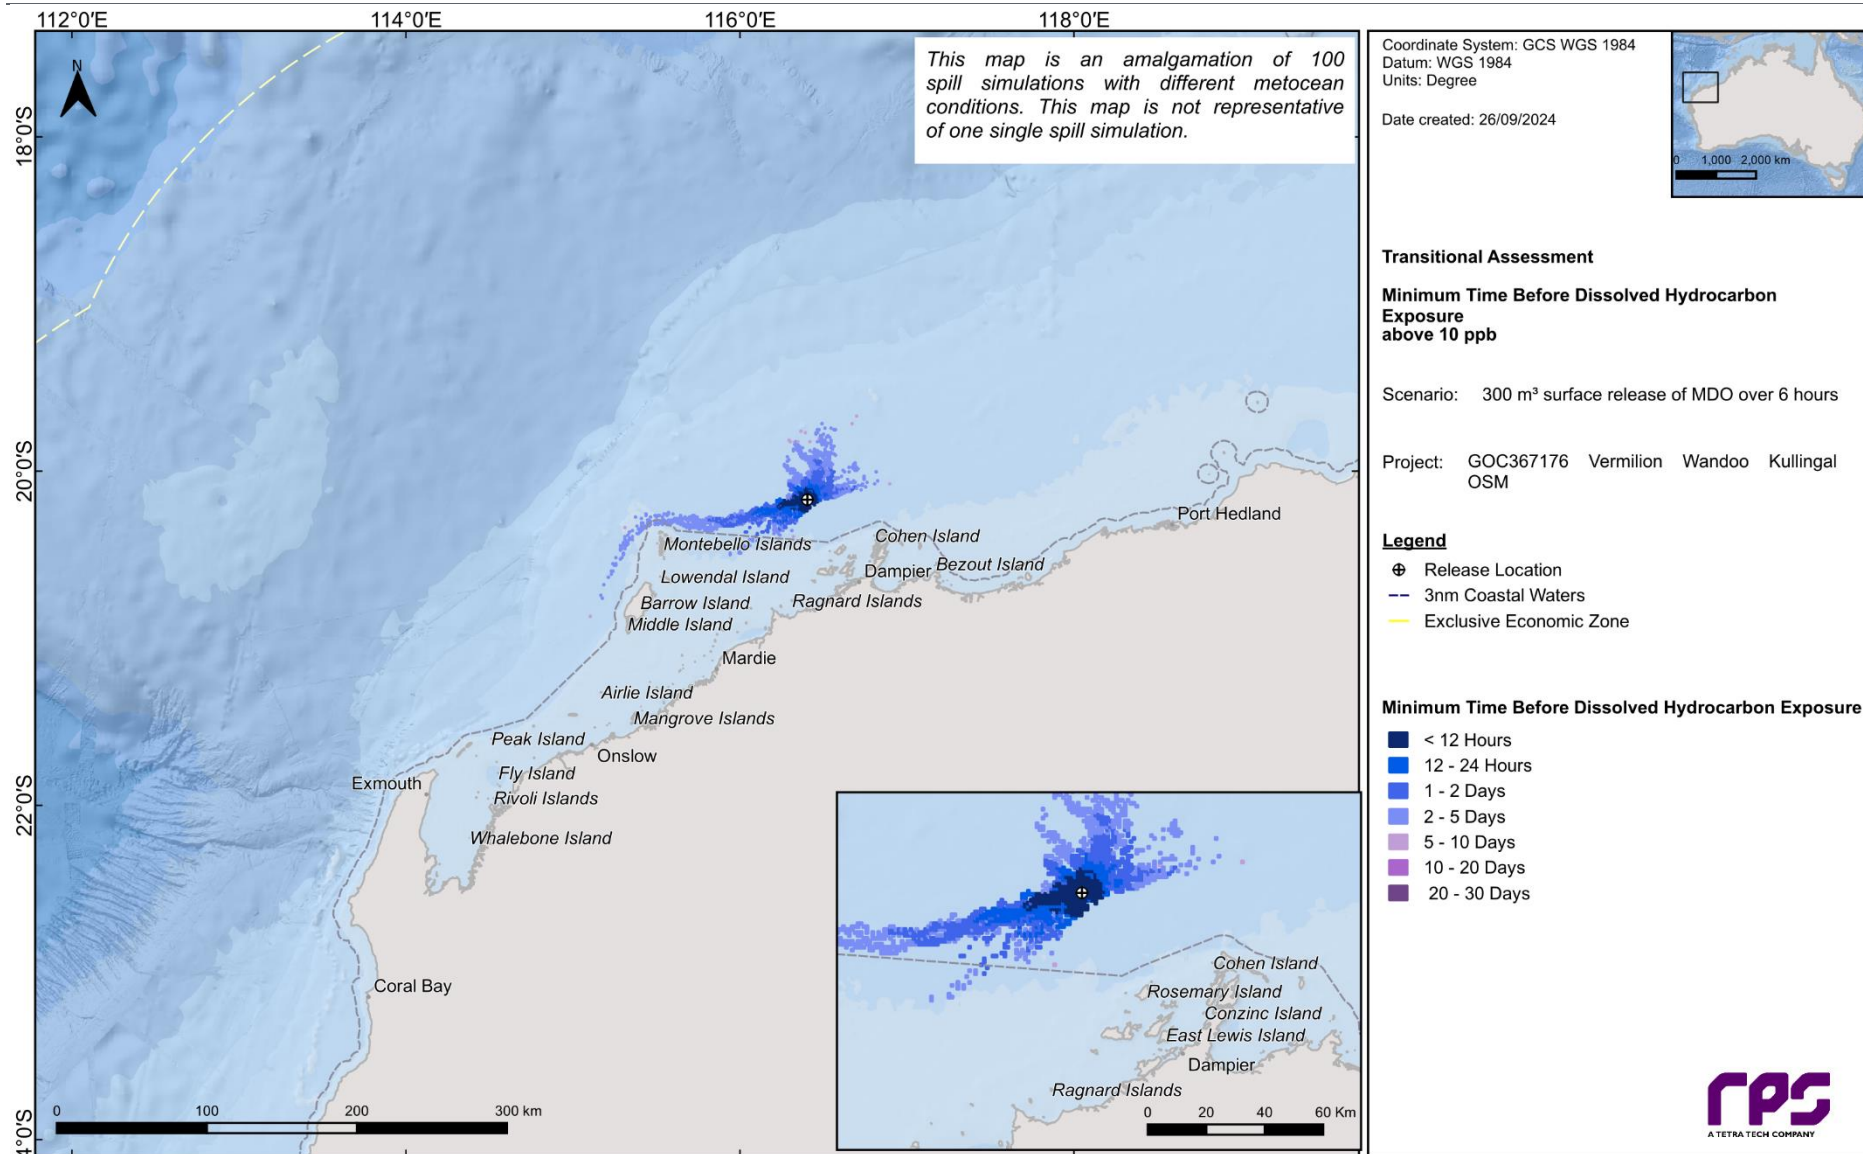 112°0'E
114°0'E
116°0'E
118°0'E
N
18°0'S
20°0'S
22°0'S
4°0'S
This map is an amalgamation of 100
spill simulations with different metocean
conditions. This map is not representative
of one single spill simulation.
Montebello Islands
Cohen Island
Port Hedland
Dampier
Bezout Island
Lowendal Island
Barrow Island
Ragnard Islands
Middle Island
Mardie
Airlie Island
Mangrove Islands
Peak Island
Onslow
Exmouth
Fly Island
Rivoli Islands
Whalebone Island
Coral Bay
0 100 200 300 km
Cohen Island
Rosemary Island
Conzinc Island
East Lewis Island
Dampier
Ragnard Islands
0 20 40 60 Km
Coordinate System: GCS WGS 1984
Datum: WGS 1984
Units: Degree
Date created: 26/09/2024
0 1,000 2,000 km
Transitional Assessment
Minimum Time Before Dissolved Hydrocarbon
Exposure
above 10 ppb
Scenario: 300 m³ surface release of MDO over 6 hours
Project: GOC367176 Vermilion Wandoo Kullingal
OSM
Legend
Release Location
3nm Coastal Waters
Exclusive Economic Zone
Minimum Time Before Dissolved Hydrocarbon Exposure
< 12 Hours
12 - 24 Hours
1 - 2 Days
2 - 5 Days
5 - 10 Days
10 - 20 Days
20 - 30 Days
rps
A TETRA TECH COMPANY